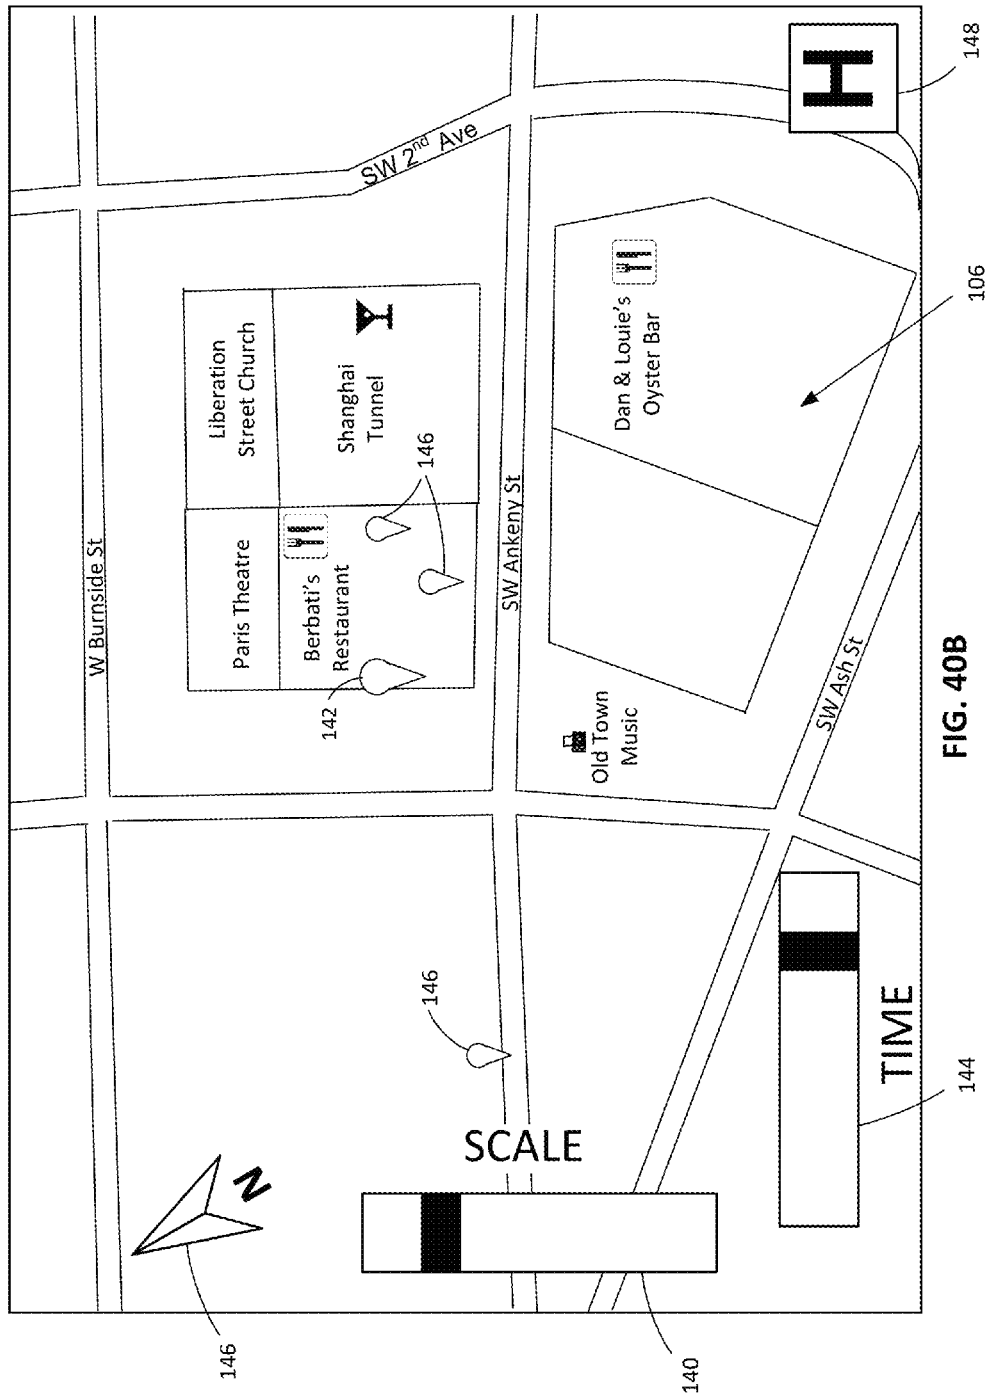 148
H
SW 2nd Ave
106
Liberation
Street Church
Shanghai
Tunnel
Dan & Louie's
Oyster Bar
146
W Burnside St
Paris Theatre
Berbati's
Restaurant
SW Ankeny St
142
Old Town
Music
SW Ash St
146
TIME
144
SCALE
N
146
140
FIG. 40B